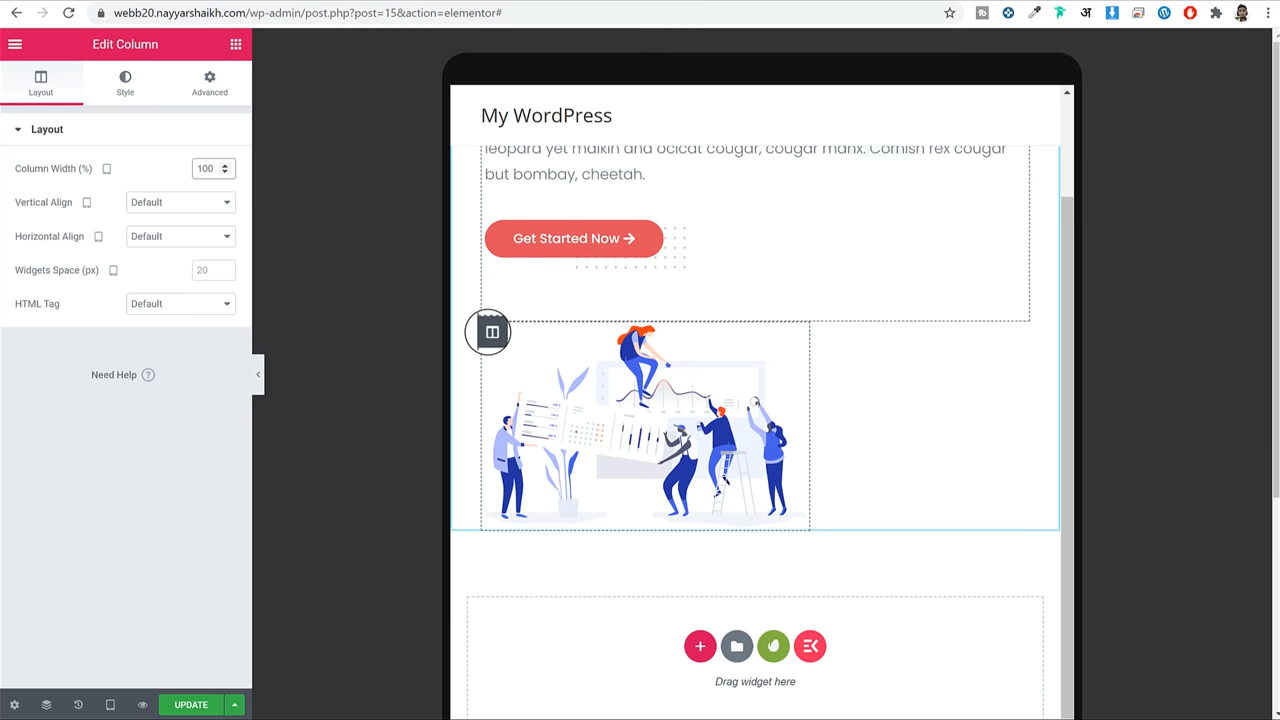 webb20.nayyarshaikh.com/wp-admin/post.php?post=15&action=elementor#
Edit Column
Layout
Style
Advanced
Layout
Column Width (%)
100
Vertical Align
Default
Horizontal Align
Default
Widgets Space (px)
20
HTML Tag
Default
Need Help ?
UPDATE
My WordPress
leopard yet malkin and ocicat cougar, cougar manx. Cornish rex cougar
but bombay, cheetah.
Get Started Now →
Drag widget here